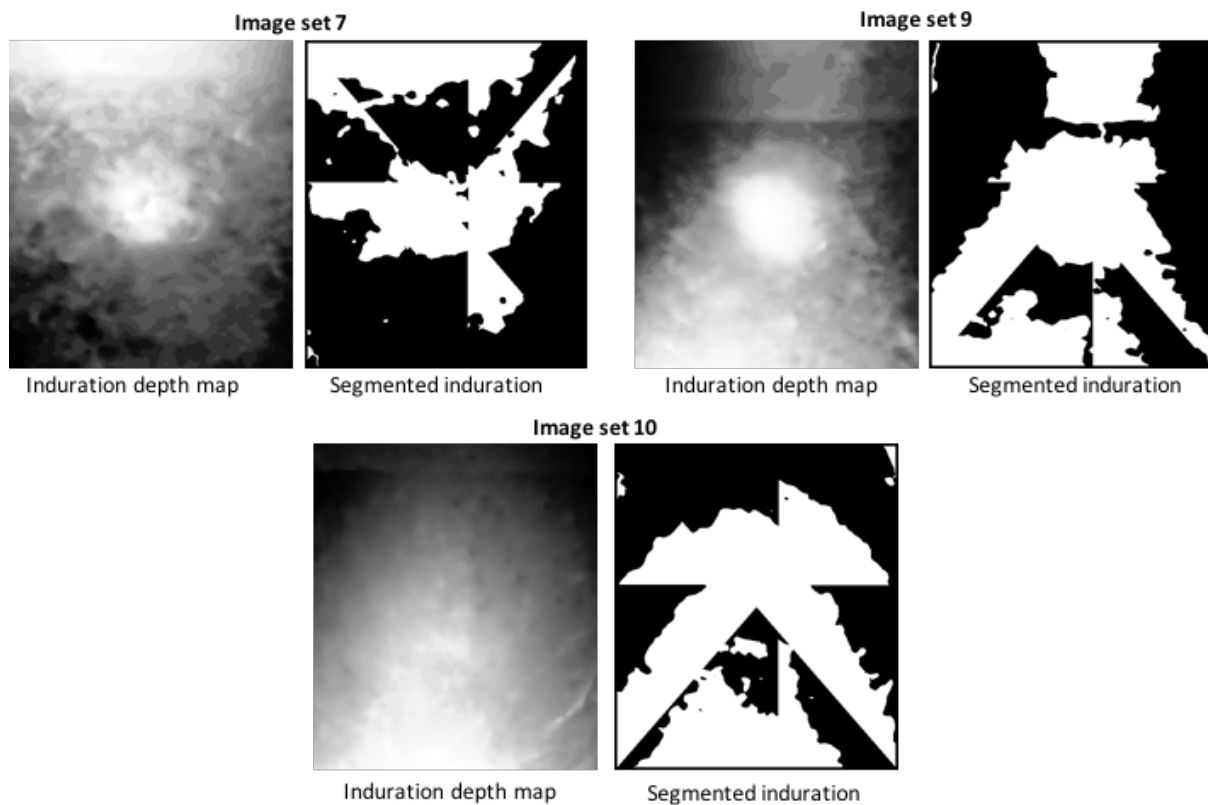 Image set 7
Image set 9
Induration depth map
Segmented induration
Induration depth map
Segmented induration
Image set 10
Induration depth map
Segmented induration